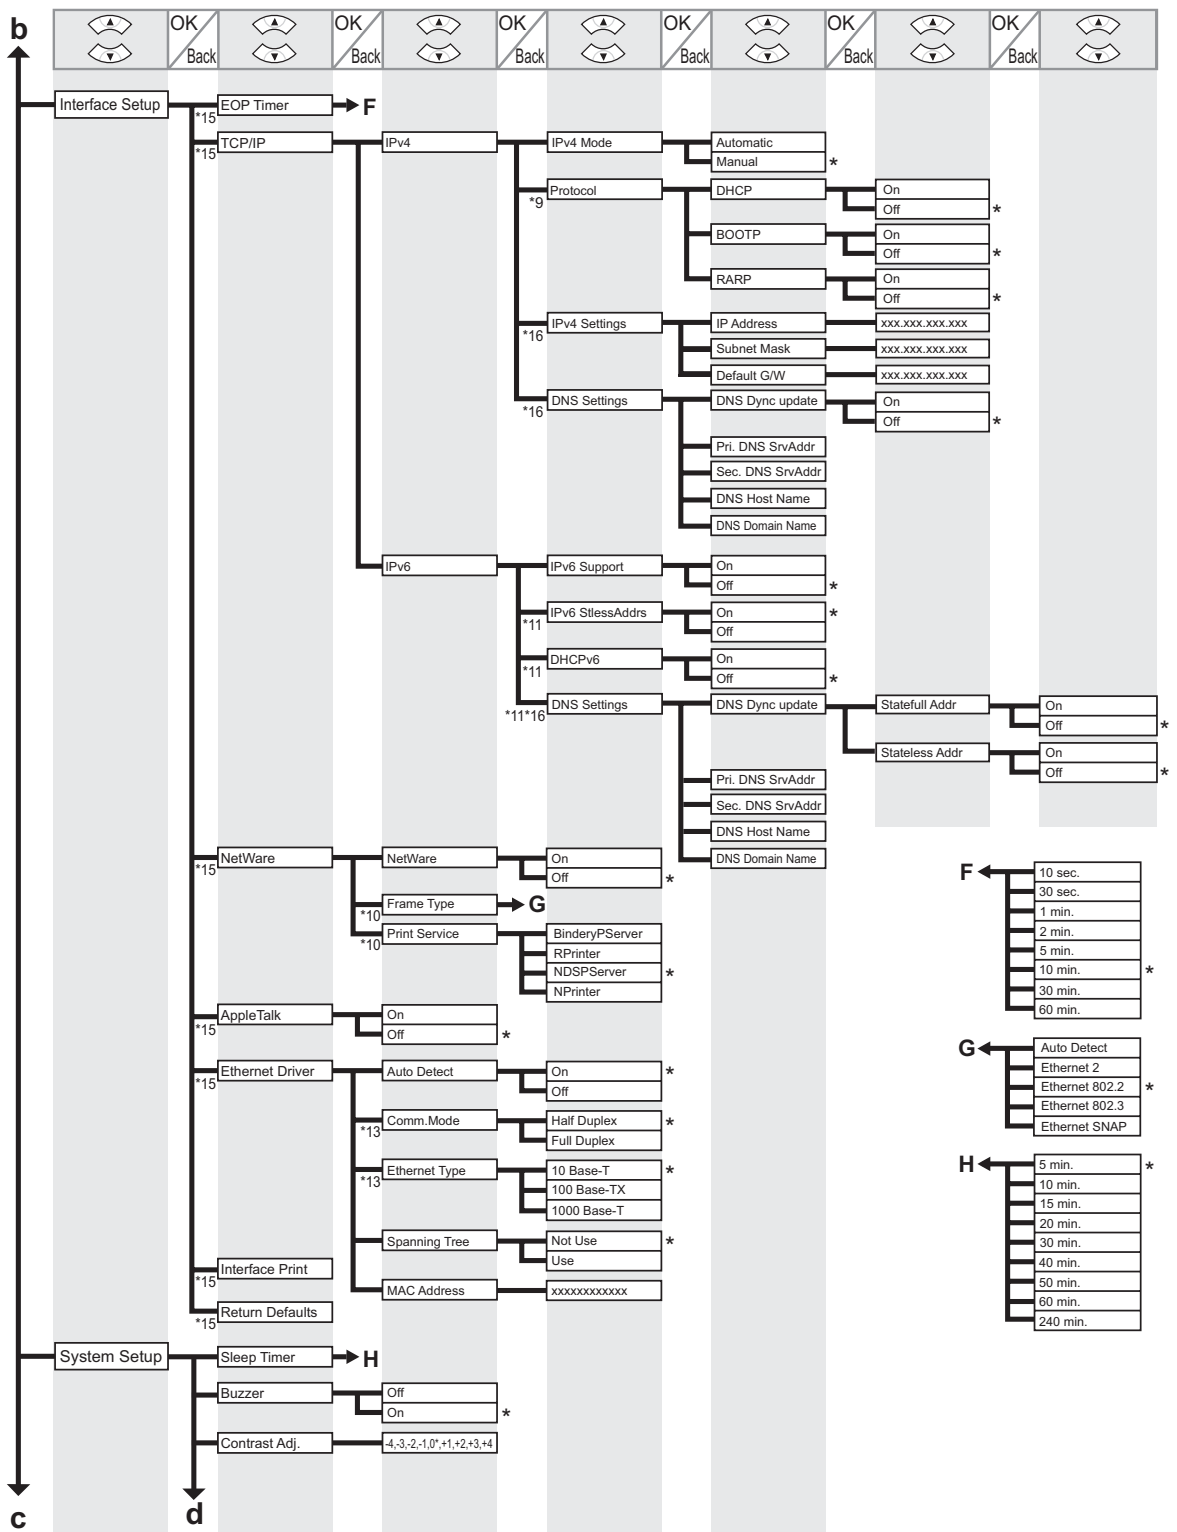 b
OK
Back
OK
Back
OK
Back
OK
Back
OK
Back
OK
Back
Interface Setup
*15
EOP Timer
F
*15
TCP/IP
IPv4
IPv4 Mode
Automatic
Manual
*
*9
Protocol
DHCP
On
Off
*
BOOTP
On
Off
*
RARP
On
Off
*
*16
IPv4 Settings
IP Address
xxx.xxx.xxx.xxx
Subnet Mask
xxx.xxx.xxx.xxx
Default G/W
xxx.xxx.xxx.xxx
*16
DNS Settings
DNS Dync update
On
Off
*
Pri. DNS SrvAddr
Sec. DNS SrvAddr
DNS Host Name
DNS Domain Name
IPv6
IPv6 Support
On
Off
*
*11
IPv6 StlessAddrs
On
*
Off
*11
DHCPv6
On
Off
*
*11*16
DNS Settings
DNS Dync update
Statefull Addr
On
Off
*
Stateless Addr
On
Off
*
Pri. DNS SrvAddr
Sec. DNS SrvAddr
DNS Host Name
DNS Domain Name
*15
NetWare
NetWare
On
Off
*
*10
Frame Type
G
*10
Print Service
BinderyPServer
RPrinter
NDSPServer
*
NPrinter
*15
AppleTalk
On
Off
*
*15
Ethernet Driver
Auto Detect
On
*
Off
*13
Comm.Mode
Half Duplex
*
Full Duplex
*13
Ethernet Type
10 Base-T
*
100 Base-TX
1000 Base-T
Spanning Tree
Not Use
*
Use
MAC Address
xxxxxxxxxxxx
*15
Interface Print
*15
Return Defaults
F
10 sec.
30 sec.
1 min.
2 min.
5 min.
10 min.
*
30 min.
60 min.
G
Auto Detect
Ethernet 2
Ethernet 802.2
*
Ethernet 802.3
Ethernet SNAP
H
5 min.
*
10 min.
15 min.
20 min.
30 min.
40 min.
50 min.
60 min.
240 min.
System Setup
Sleep Timer
H
Buzzer
Off
On
*
Contrast Adj.
-4,-3,-2,-1,0*,+1,+2,+3,+4
c
d